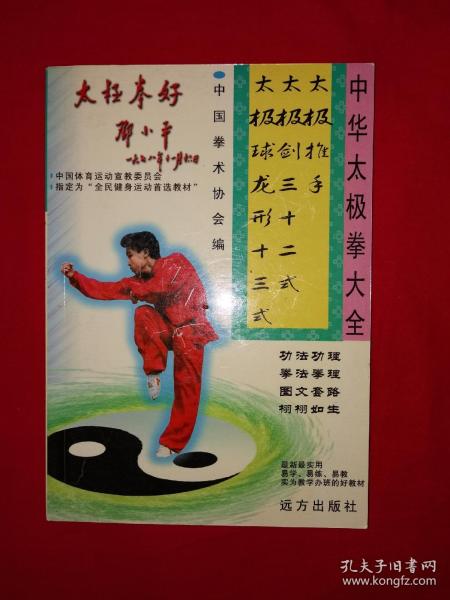 中华太极拳大全
太极推手
太极剑三十二式
太极球龙形十三式
●中国拳术协会编
太极拳好
邓小平
一九七八年十一月十六日
中国体育运动宣教委员会
指定为“全民健身运动首选教材”
功法功理
拳法拳理
图文套路
栩栩如生
最新最实用
易学、易练、易教
实为教学办班的好教材
远方出版社
孔夫子旧书网
www.kongfz.com